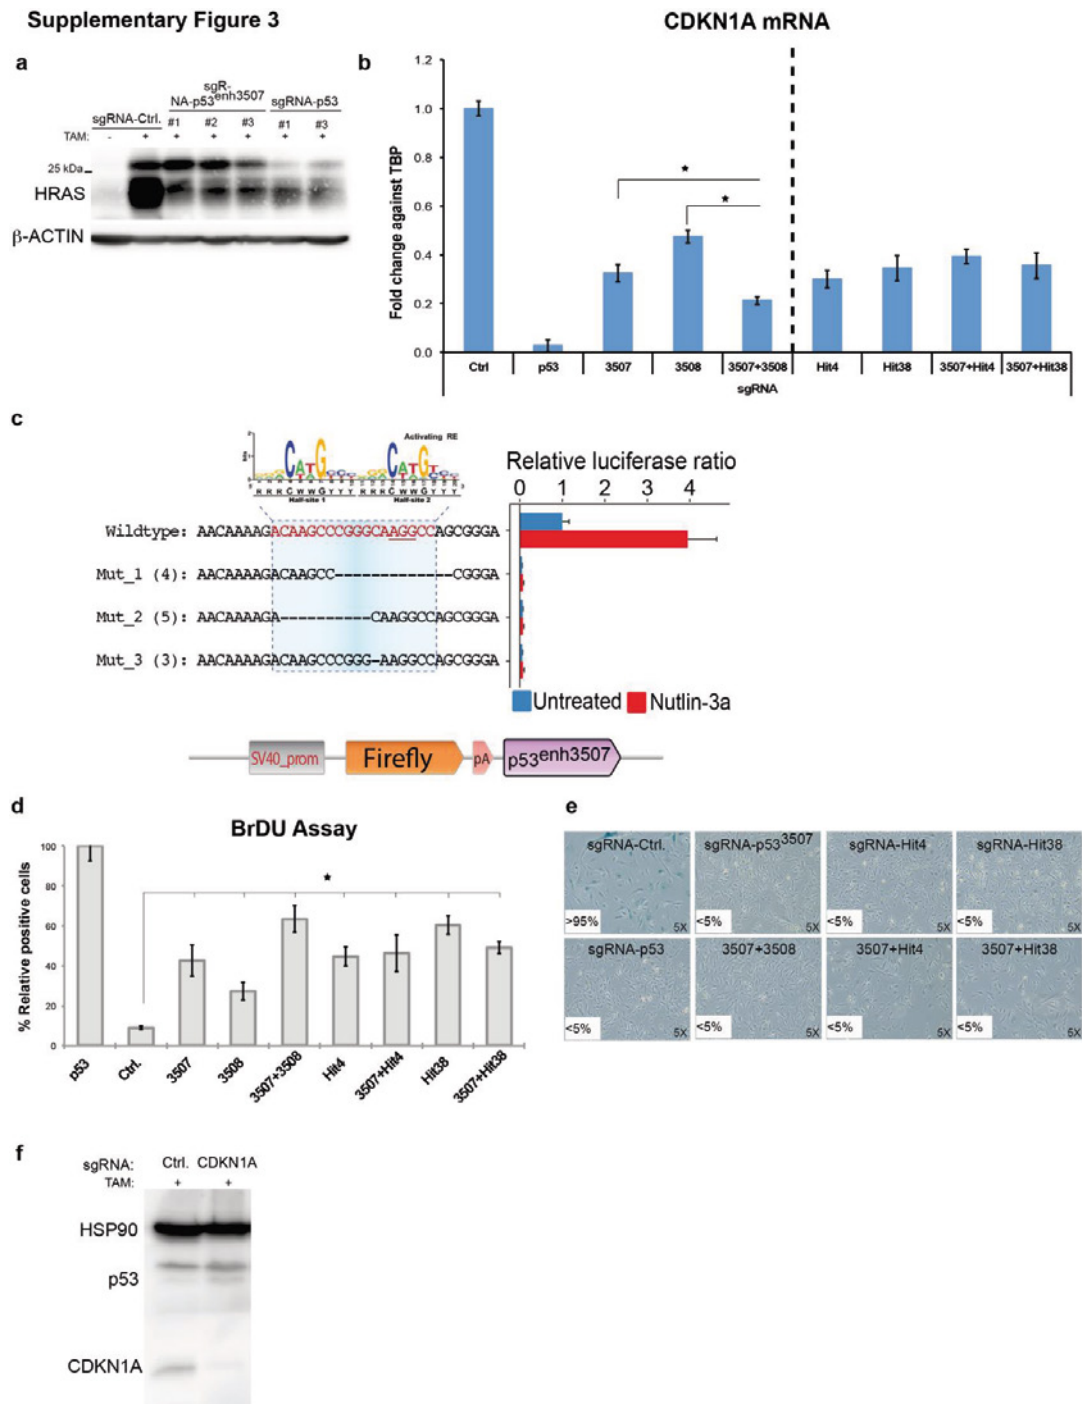 Supplementary Figure 3
a
sgR-
NA-p53enh3507
sgRNA-p53
sgRNA-Ctrl.
#1 #2 #3 #1 #3
TAM: - + + + + + +
25 kDa
HRAS
β-ACTIN
b
CDKN1A mRNA
Fold change against TBP
1.2
1.0
0.8
0.6
0.4
0.2
0.0
★
★
Ctrl p53 3507 3508 3507+3508 Hit4 Hit38 3507+Hit4 3507+Hit38
sgRNA
c
Activating RE
R R R C W W G Y Y Y R R R C W W G Y Y Y
Half-site 1 Half-site 2
Relative luciferase ratio
0 1 2 3 4
Wildtype: AACAAAAGACAAGCCCGGGCAAGGCCAGCGGGA
Mut_1 (4): AACAAAAGACAAGCC-------------CGGGA
Mut_2 (5): AACAAAAGA----------CAAGGCCAGCGGGA
Mut_3 (3): AACAAAAGACAAGCCCGGG-AAGGCCAGCGGGA
Untreated Nutlin-3a
SV40_prom Firefly pA p53enh3507
d
BrDU Assay
% Relative positive cells
100
80
60
40
20
0
★
p53 Ctrl. 3507 3508 3507+3508 Hit4 3507+Hit4 Hit38 3507+Hit38
e
sgRNA-Ctrl. sgRNA-p533507 sgRNA-Hit4 sgRNA-Hit38
>95% 5X <5% 5X <5% 5X <5% 5X
sgRNA-p53 3507+3508 3507+Hit4 3507+Hit38
<5% 5X <5% 5X <5% 5X <5% 5X
f
sgRNA: Ctrl. CDKN1A
TAM: + +
HSP90
p53
CDKN1A